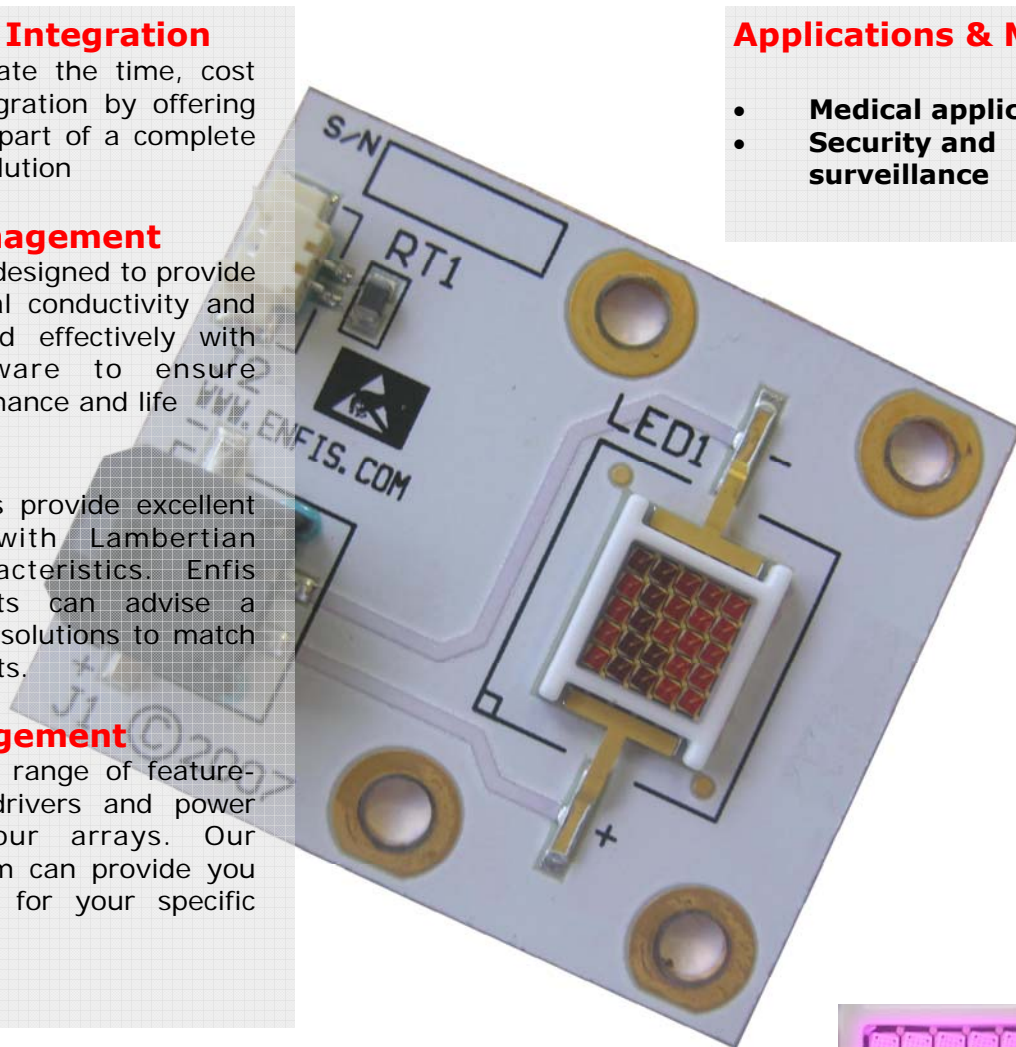 Integration
ate the time, cost
gration by offering
part of a complete
lution
nagement
designed to provide
al conductivity and
d effectively with
ware to ensure
nance and life
s provide excellent
with Lambertian
acteristics. Enfis
ts can advise a
solutions to match
ts.
gement
range of feature-
drivers and power
our arrays. Our
m can provide you
for your specific
Applications & M
• Medical applic
• Security and
surveillance
S/N
RT1
T2
WWW.ENFIS.COM
LED1
-
+
+
J1 ©2007